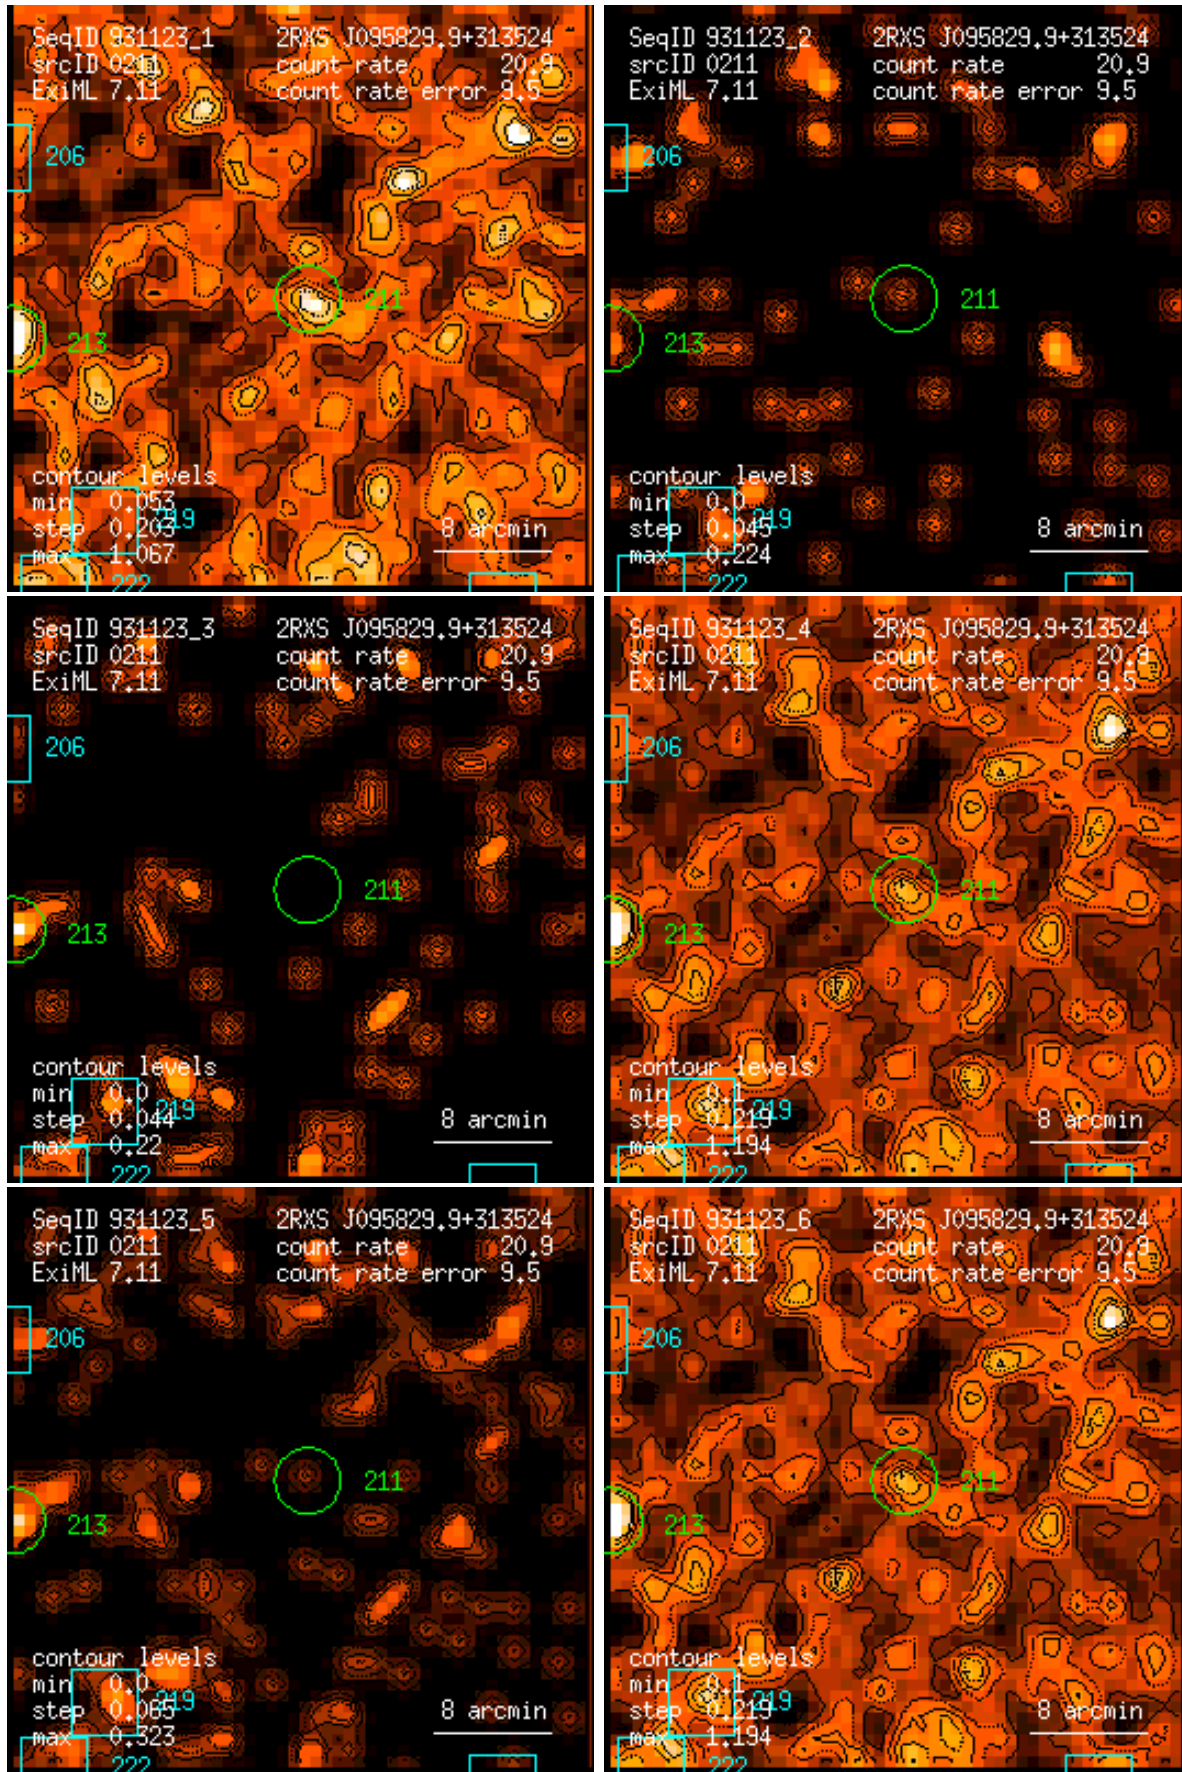 SeqID 931123_1 2RXS J095829.9+313524
srcID 0211 count rate 20.9
ExiML 7.11 count rate error 9.5
206
211
213
contour levels
min 0.053
step 0.203 219
max 1.067 8 arcmin
222
SeqID 931123_2 2RXS J095829.9+313524
srcID 0211 count rate 20.9
ExiML 7.11 count rate error 9.5
206
211
213
contour levels
min 0.0
step 0.045 219
max 0.224 8 arcmin
222
SeqID 931123_3 2RXS J095829.9+313524
srcID 0211 count rate 20.9
ExiML 7.11 count rate error 9.5
206
211
213
contour levels
min 0.0
step 0.044 219
max 0.22 8 arcmin
222
SeqID 931123_4 2RXS J095829.9+313524
srcID 0211 count rate 20.9
ExiML 7.11 count rate error 9.5
206
211
213
contour levels
min 0.1
step 0.219 219
max 1.194 8 arcmin
222
SeqID 931123_5 2RXS J095829.9+313524
srcID 0211 count rate 20.9
ExiML 7.11 count rate error 9.5
206
211
213
contour levels
min 0.0
step 0.065 219
max 0.323 8 arcmin
222
SeqID 931123_6 2RXS J095829.9+313524
srcID 0211 count rate 20.9
ExiML 7.11 count rate error 9.5
206
211
213
contour levels
min 0.1
step 0.219 219
max 1.194 8 arcmin
222